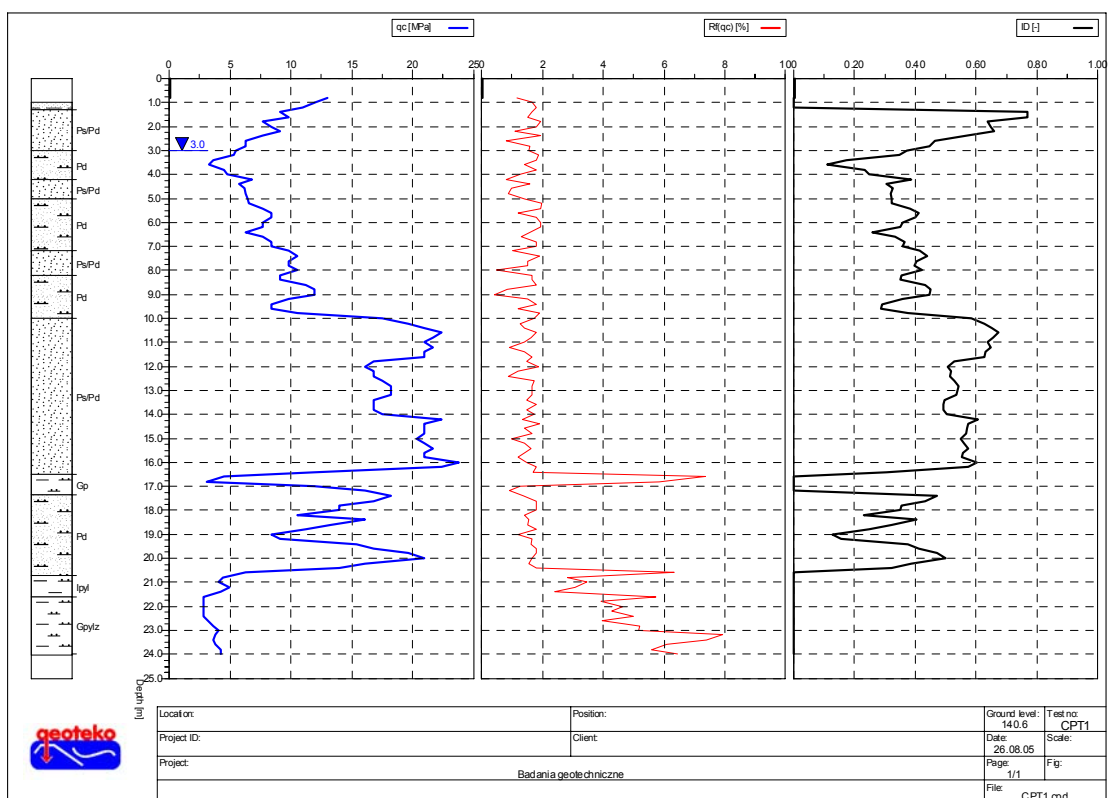 qc [MPa]
Rf(qc) [%]
ID [-]
0 5 10 15 20 25
0 2 4 6 8 10
0 0.20 0.40 0.60 0.80 1.00
0
1.0
2.0
3.0
4.0
5.0
6.0
7.0
8.0
9.0
10.0
11.0
12.0
13.0
14.0
15.0
16.0
17.0
18.0
19.0
20.0
21.0
22.0
23.0
24.0
25.0
Depth [m]
3.0
Ps/Pd
Pd
Ps/Pd
Pd
Ps/Pd
Pd
Ps/Pd
Gp
Pd
Ipyl
Gpylz
geoteko
Location:
Position:
Ground level:
140.6
Test no:
CPT1
Project ID:
Client:
Date:
26.08.05
Scale:
Project:
Badania geotechniczne
Page:
1/1
Fig:
File:
CPT1.cpd